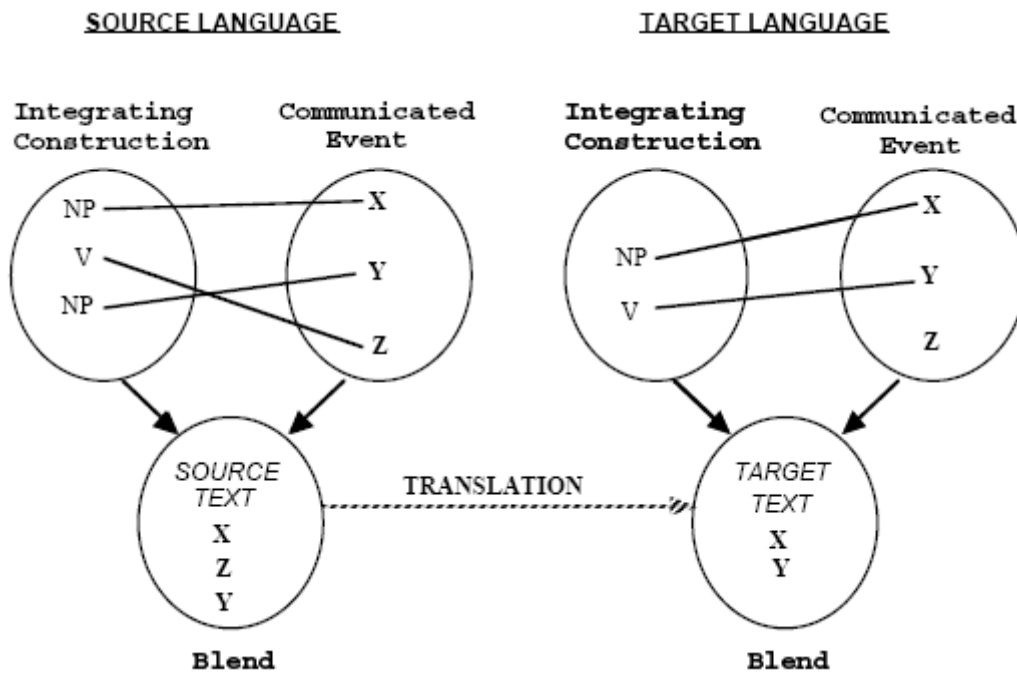 SOURCE LANGUAGE
TARGET LANGUAGE
Integrating
Construction
Communicated
Event
Integrating
Construction
Communicated
Event
NP
V
NP
X
Y
Z
NP
V
X
Y
Z
SOURCE
TEXT
X
Z
Y
TRANSLATION
TARGET
TEXT
X
Y
Blend
Blend